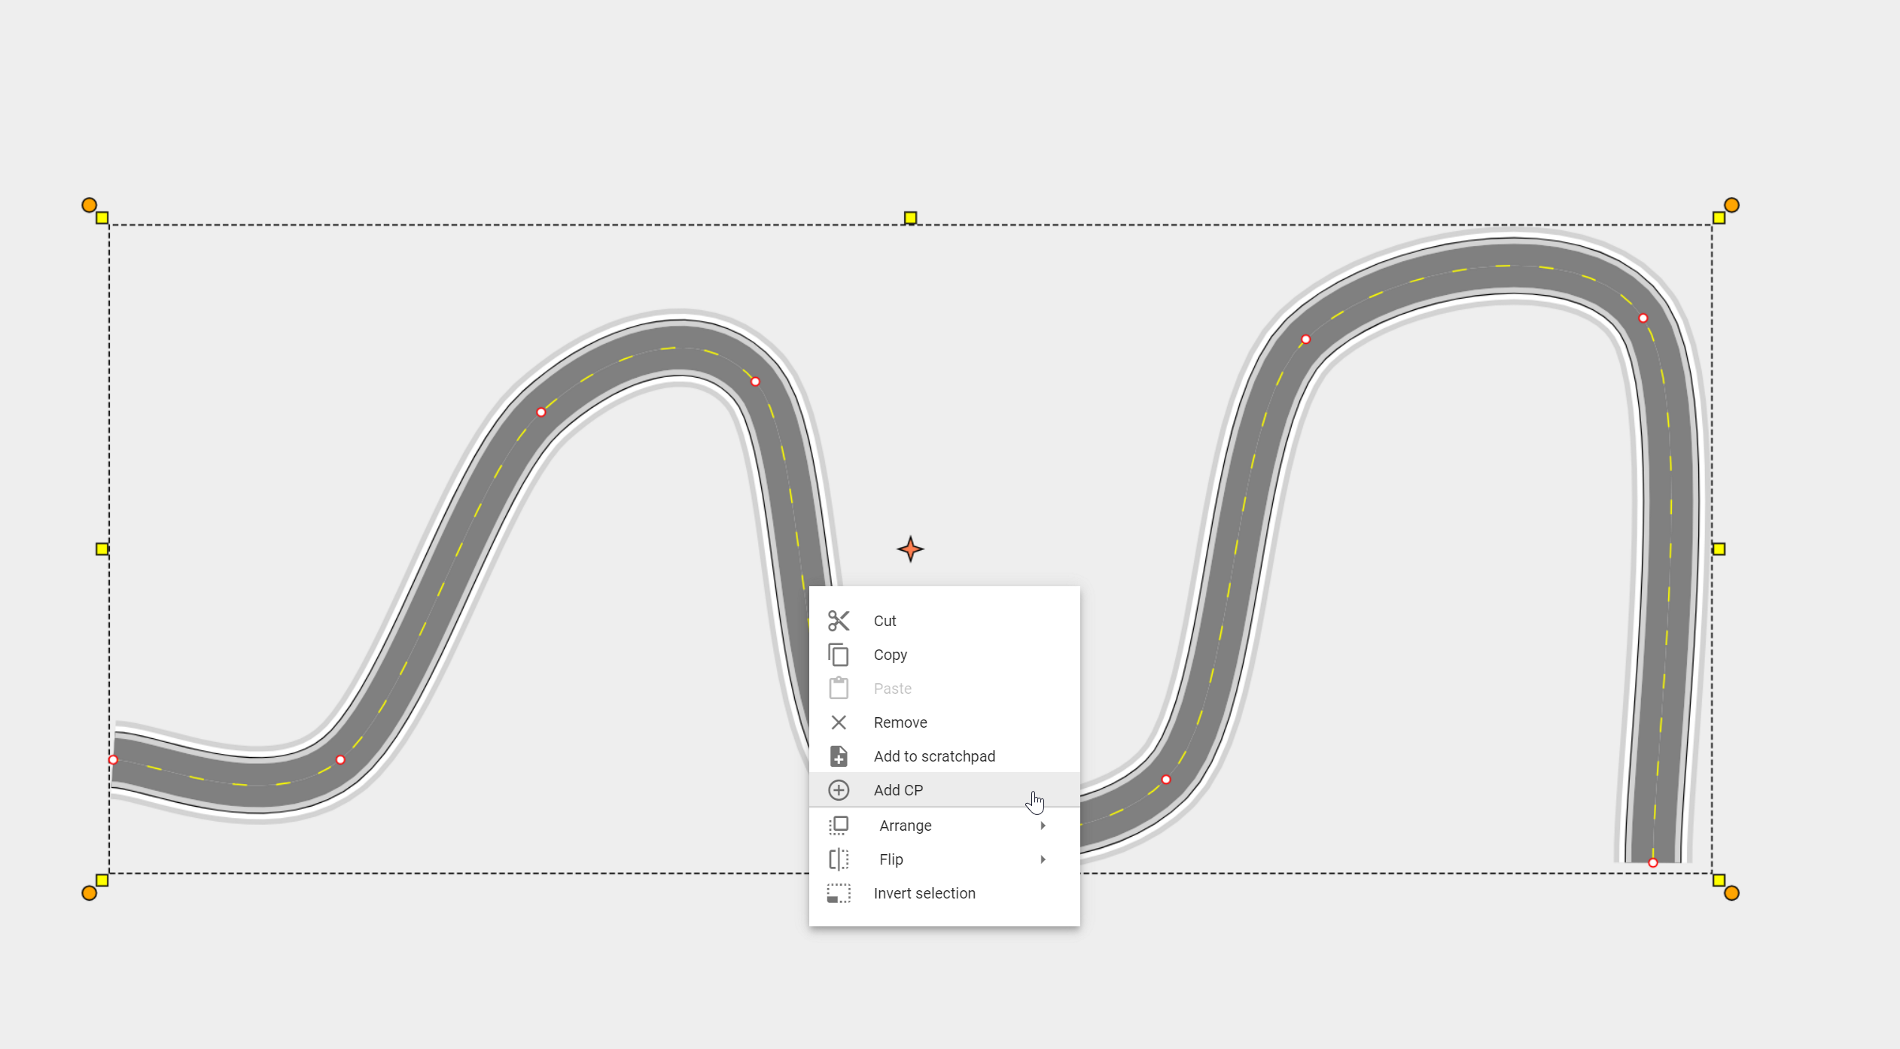 Cut
Copy
Paste
Remove
Add to scratchpad
Add CP
Arrange
Flip
Invert selection